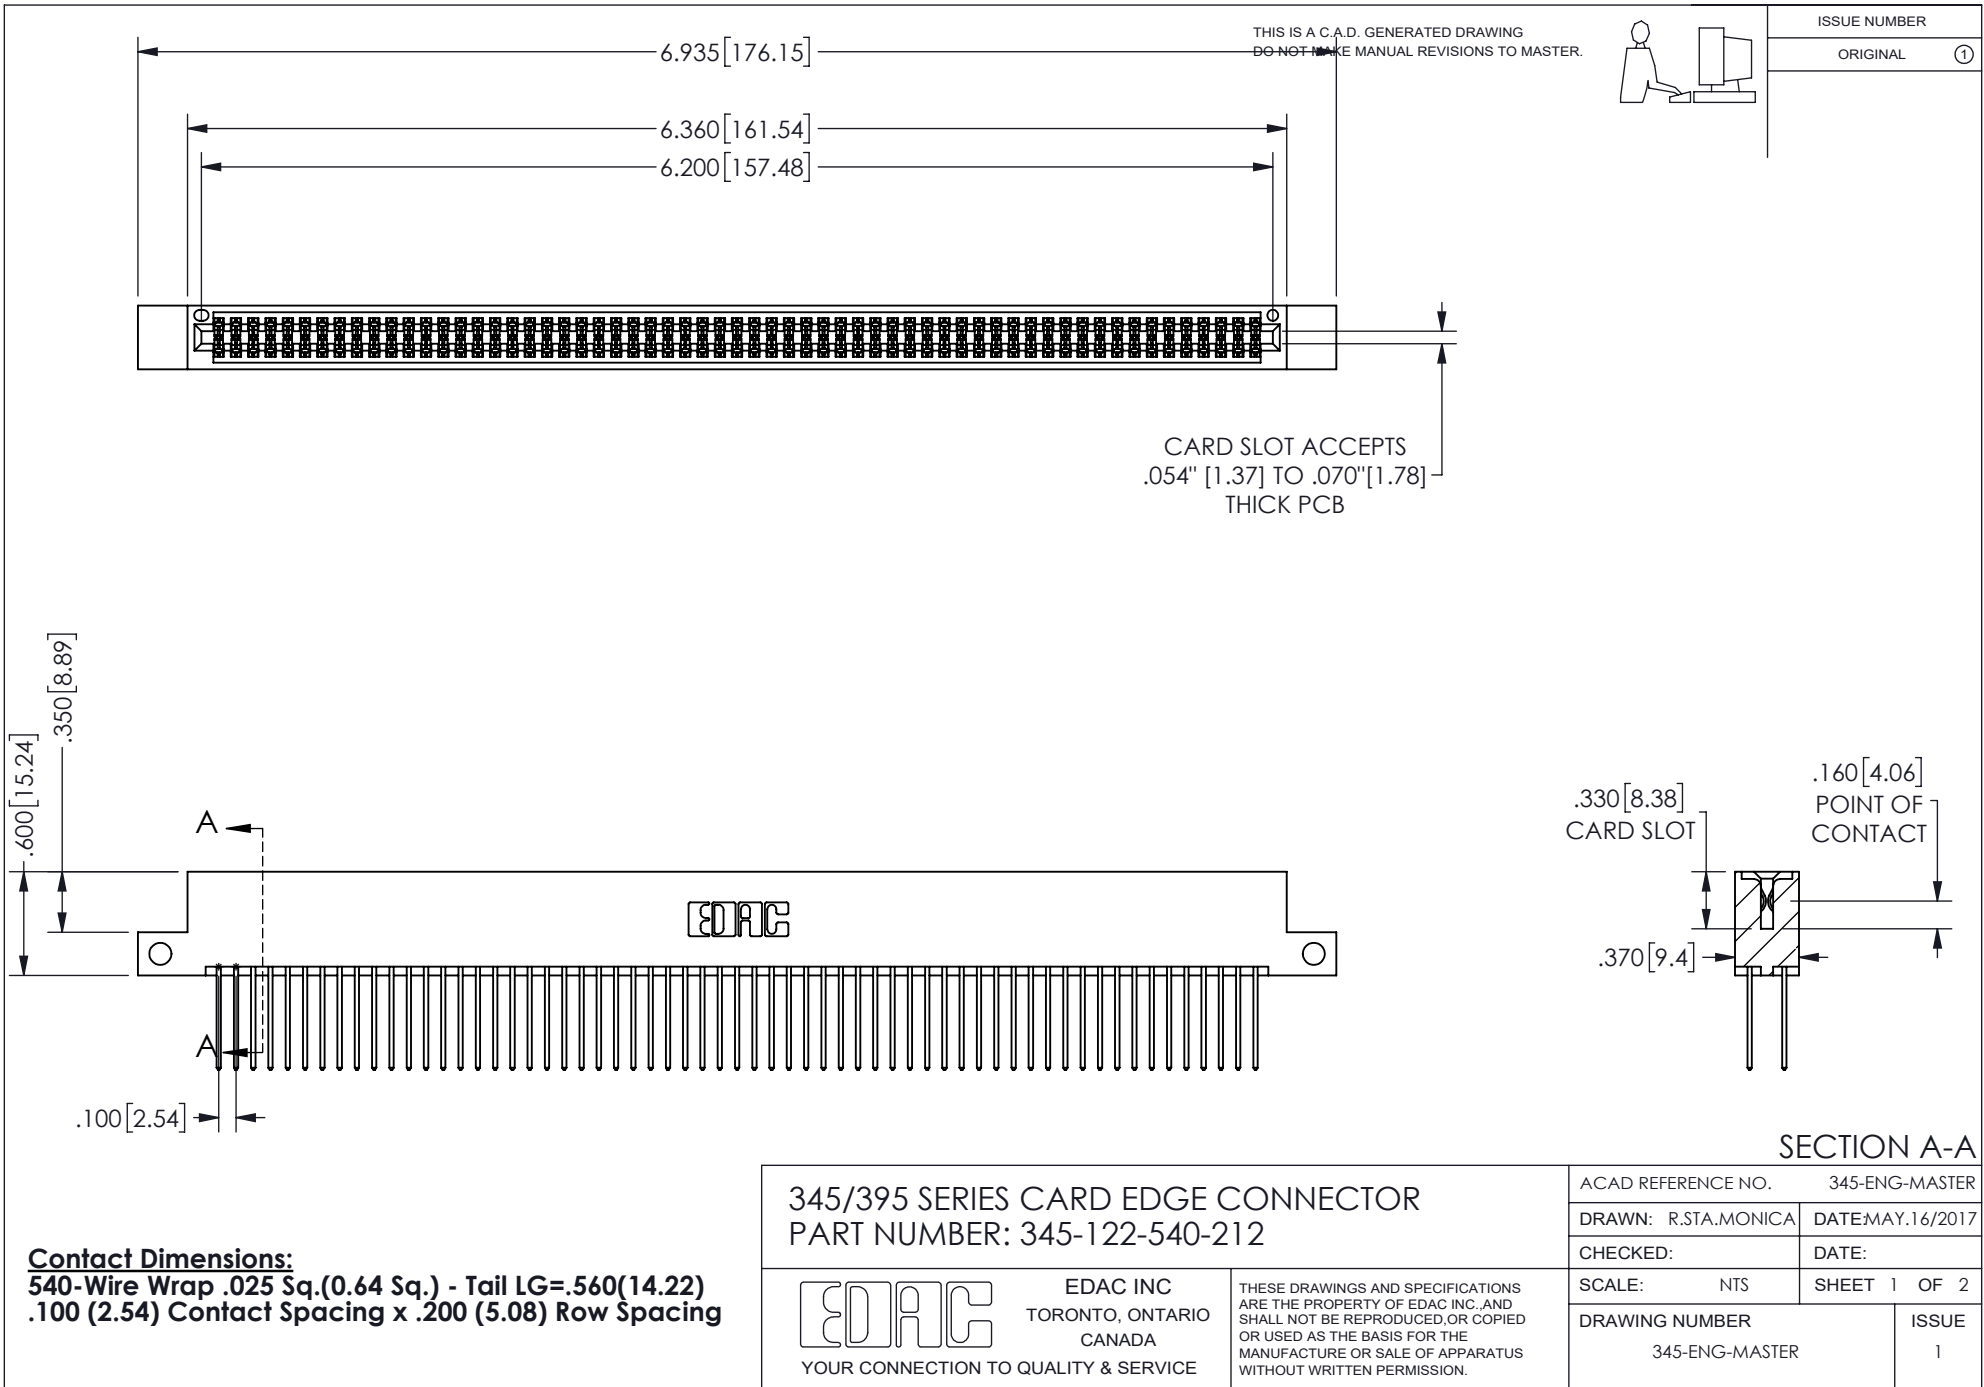 THIS IS A C.A.D. GENERATED DRAWING
DO NOT MAKE MANUAL REVISIONS TO MASTER.
ISSUE NUMBER
ORIGINAL 1
6.935[176.15]
6.360[161.54]
6.200[157.48]
CARD SLOT ACCEPTS
.054" [1.37] TO .070"[1.78]
THICK PCB
.350[8.89]
.600[15.24]
A
A
EDAC
.100[2.54]
.330[8.38]
CARD SLOT
.160[4.06]
POINT OF
CONTACT
.370[9.4]
SECTION A-A
Contact Dimensions:
540-Wire Wrap .025 Sq.(0.64 Sq.) - Tail LG=.560(14.22)
.100 (2.54) Contact Spacing x .200 (5.08) Row Spacing
345/395 SERIES CARD EDGE CONNECTOR
PART NUMBER: 345-122-540-212
EDAC
EDAC INC
TORONTO, ONTARIO
CANADA
YOUR CONNECTION TO QUALITY & SERVICE
THESE DRAWINGS AND SPECIFICATIONS
ARE THE PROPERTY OF EDAC INC.,AND
SHALL NOT BE REPRODUCED,OR COPIED
OR USED AS THE BASIS FOR THE
MANUFACTURE OR SALE OF APPARATUS
WITHOUT WRITTEN PERMISSION.
ACAD REFERENCE NO. 345-ENG-MASTER
DRAWN: R.STA.MONICA DATE:MAY.16/2017
CHECKED: DATE:
SCALE: NTS SHEET 1 OF 2
DRAWING NUMBER ISSUE
345-ENG-MASTER 1